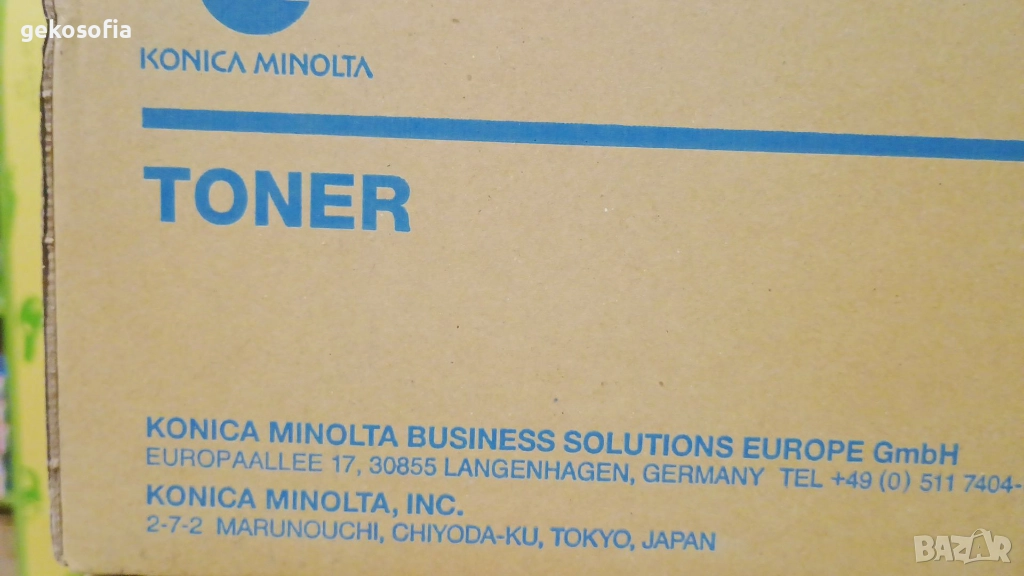 gekosofia
KONICA MINOLTA
TONER
KONICA MINOLTA BUSINESS SOLUTIONS EUROPE GmbH
EUROPAALLEE 17, 30855 LANGENHAGEN, GERMANY TEL +49 (0) 511 7404-
KONICA MINOLTA, INC.
2-7-2 MARUNOUCHI, CHIYODA-KU, TOKYO, JAPAN
BAZAR